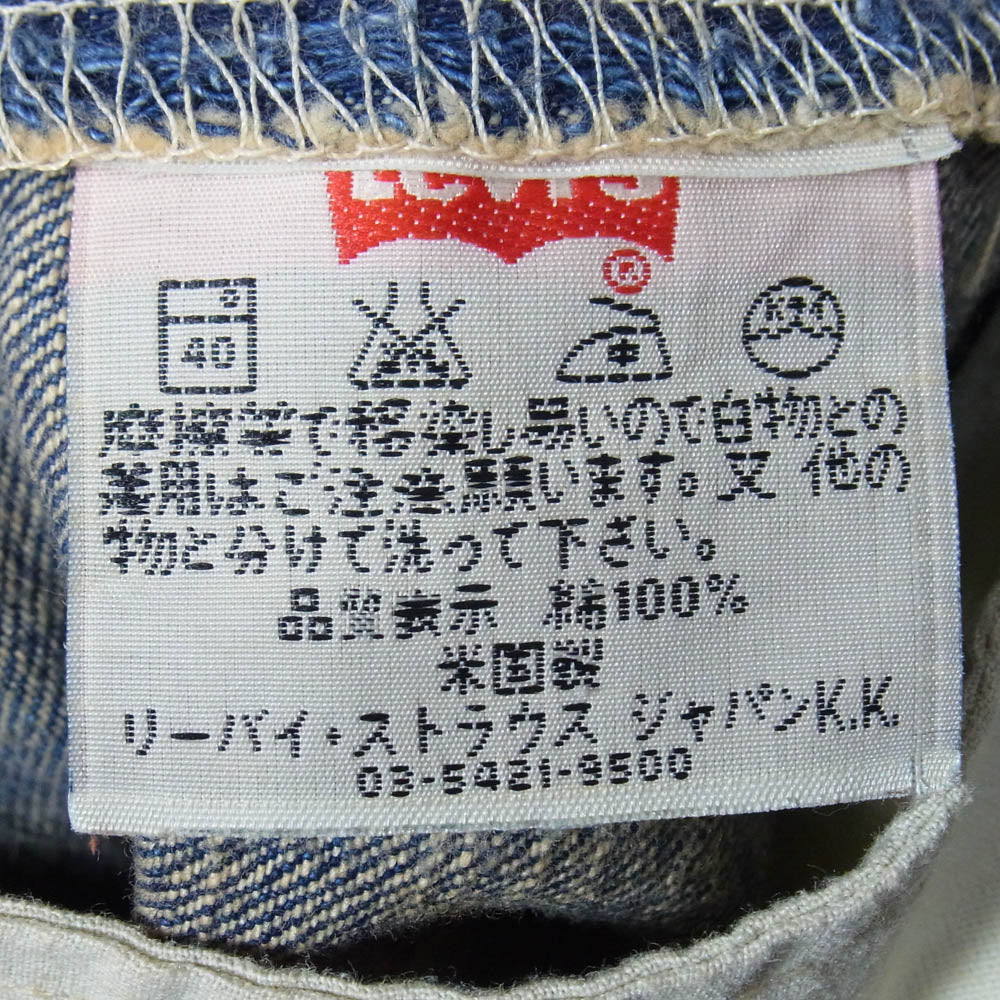 LEVI'S
®
40
摩擦等で移染し易いので白物との
着用はご注意願います。又 他の
物と分けて洗って下さい。
品質表示 綿100%
米国製
リーバイ・ストラウス ジャパンK.K.
03-5421-9500